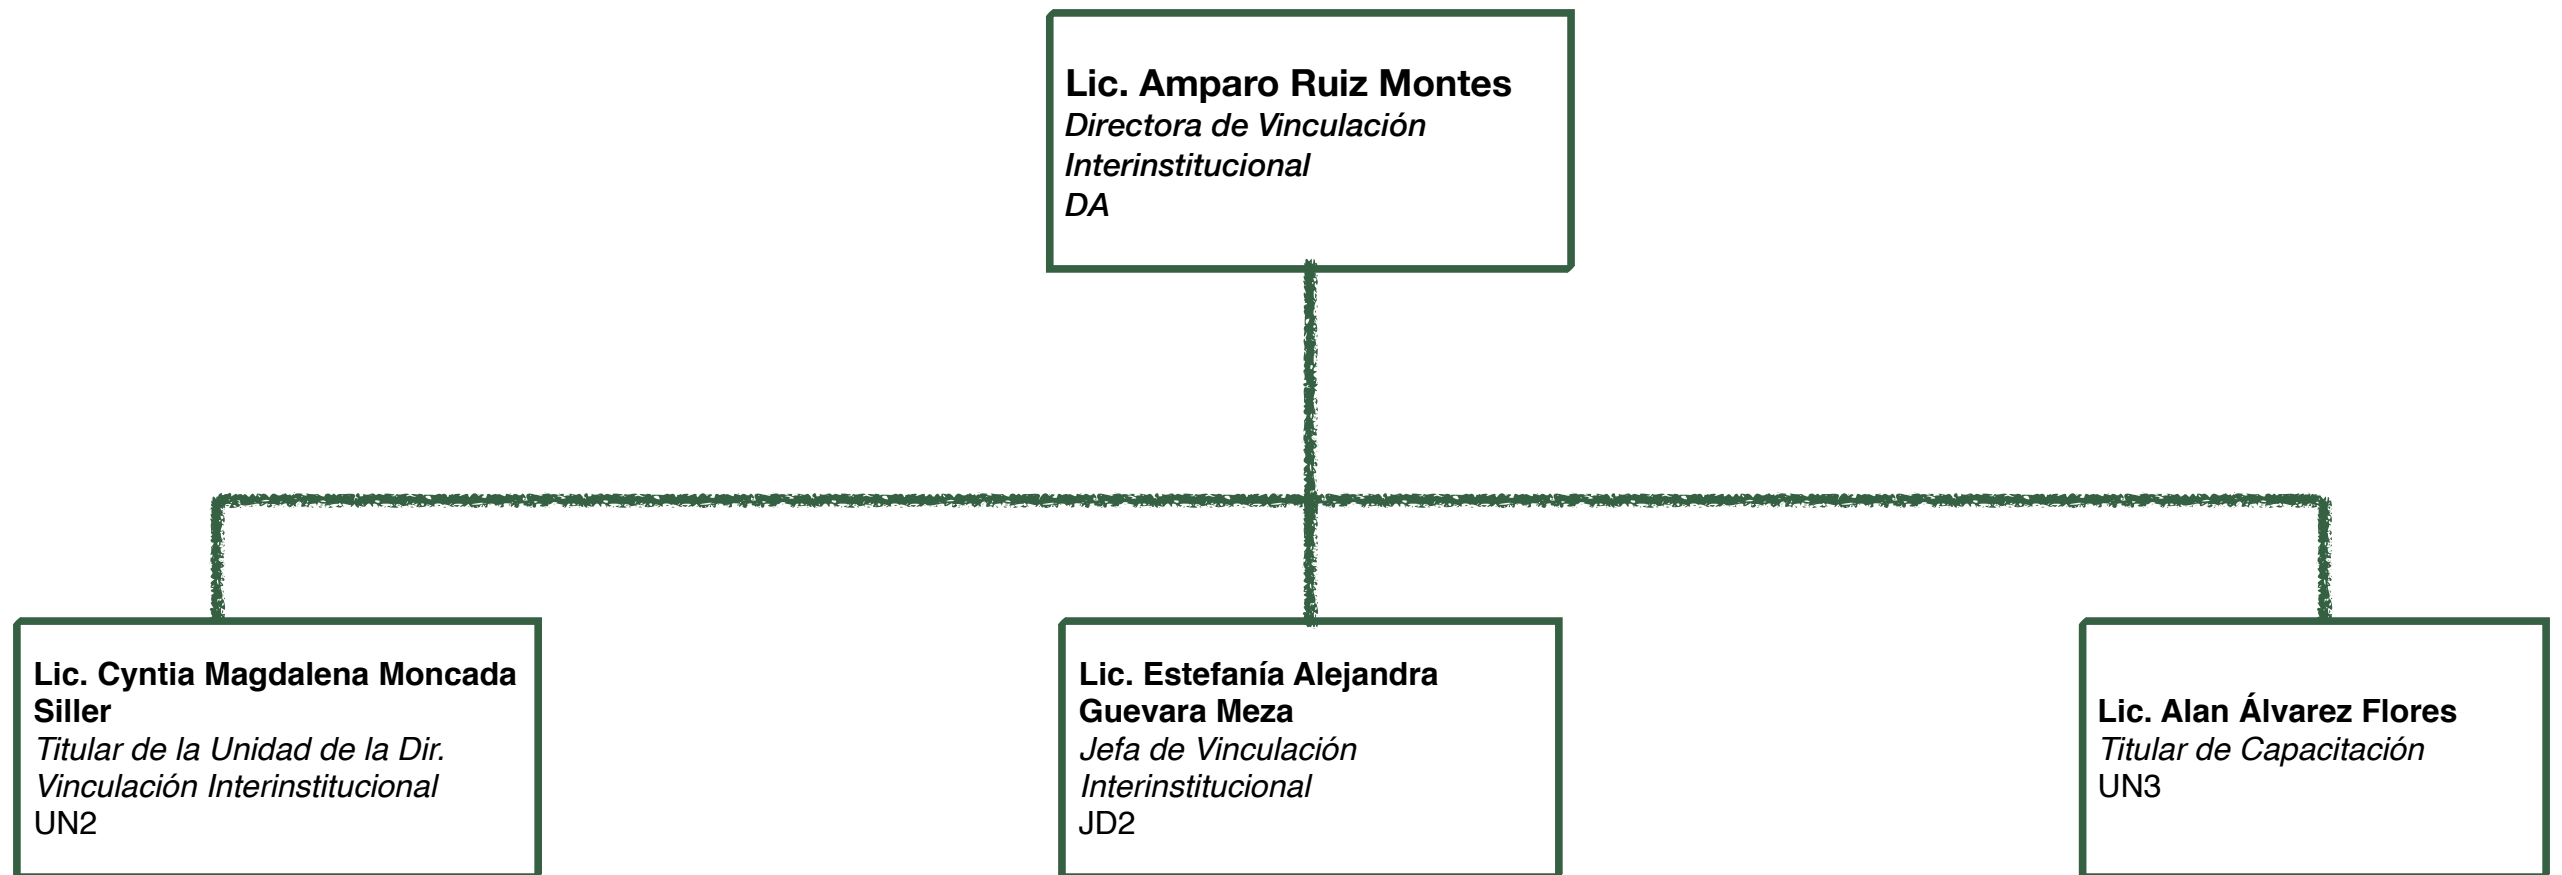 Lic. Amparo Ruiz Montes
Directora de Vinculación
Interinstitucional
DA
Lic. Cyntia Magdalena Moncada
Siller
Titular de la Unidad de la Dir.
Vinculación Interinstitucional
UN2
Lic. Estefanía Alejandra
Guevara Meza
Jefa de Vinculación
Interinstitucional
JD2
Lic. Alan Álvarez Flores
Titular de Capacitación
UN3